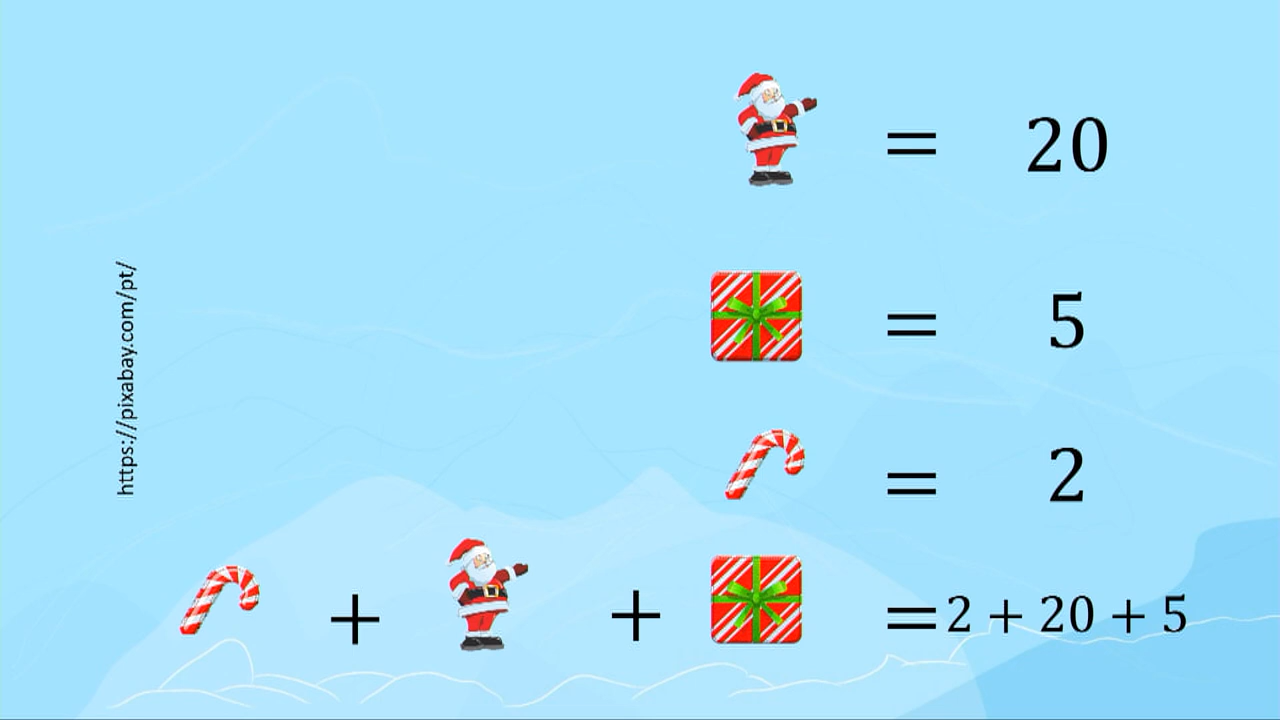 = 20
= 5
https://pixabay.com/pt/
= 2
+ + = 2 + 20 + 5